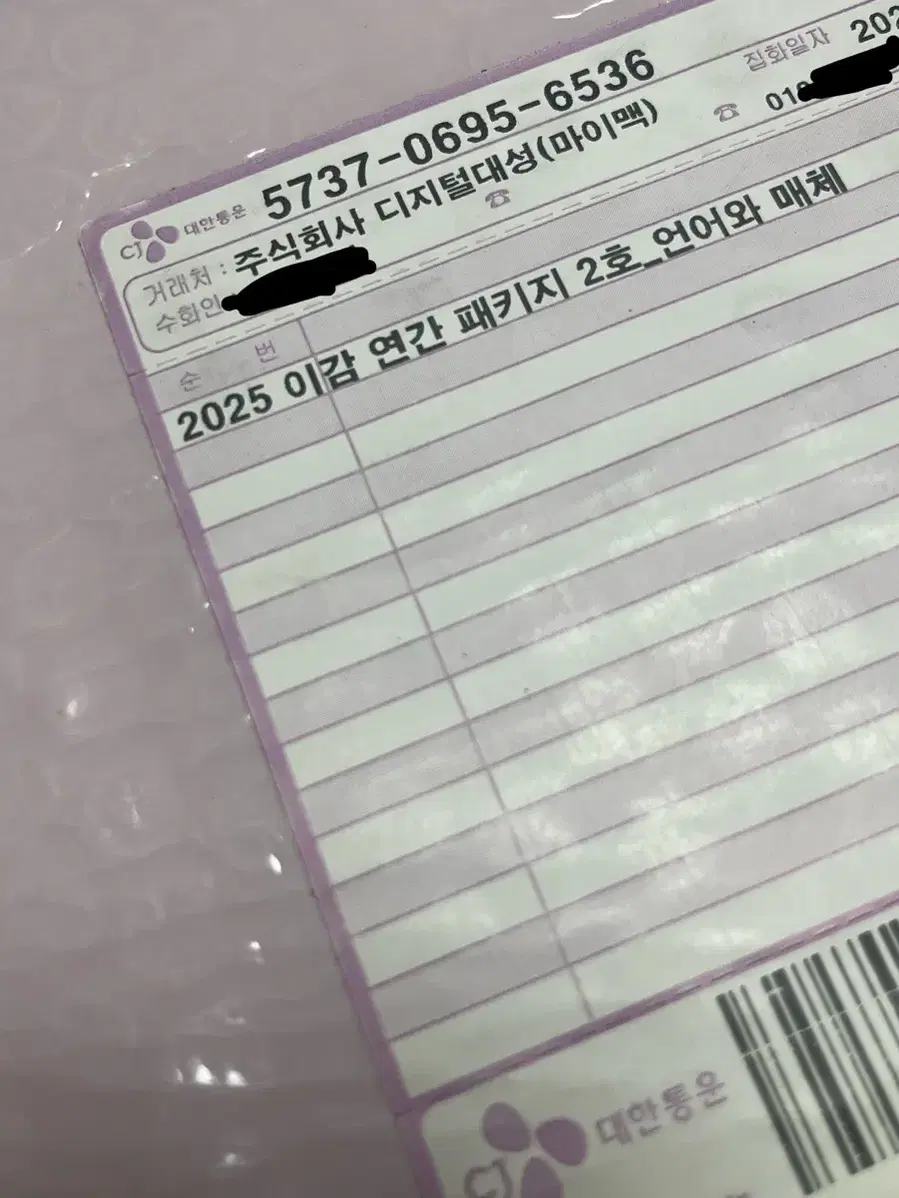 5737-0695-6536
집화일자 202
CJ 대한통운
거래처 : 주식회사 디지털대성(마이맥) ☎ ☎ 010
수화인
순 번
2025 이감 연간 패키지 2호_언어와 매체
CJ 대한통운